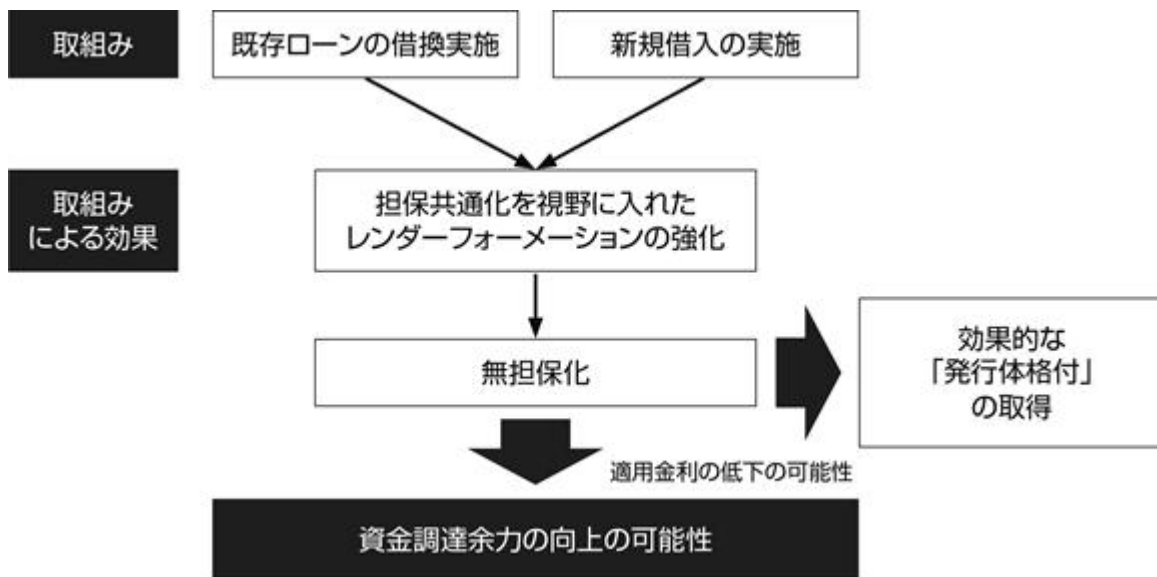 取組み
既存ローンの借換実施
新規借入の実施
取組み
による効果
担保共通化を視野に入れた
レンダーフォーメーションの強化
無担保化
効果的な
「発行体格付」
の取得
適用金利の低下の可能性
資金調達余力の向上の可能性